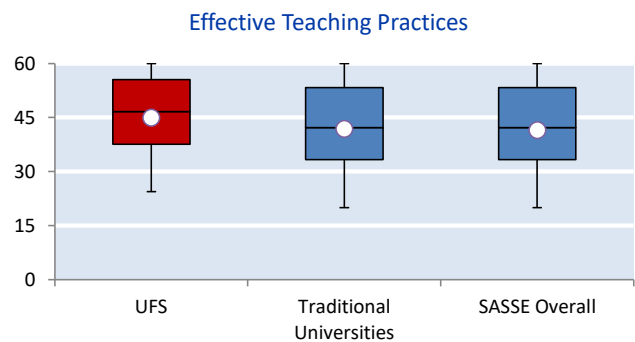 Effective Teaching Practices
60
45
30
15
0
UFS
Traditional
Universities
SASSE Overall